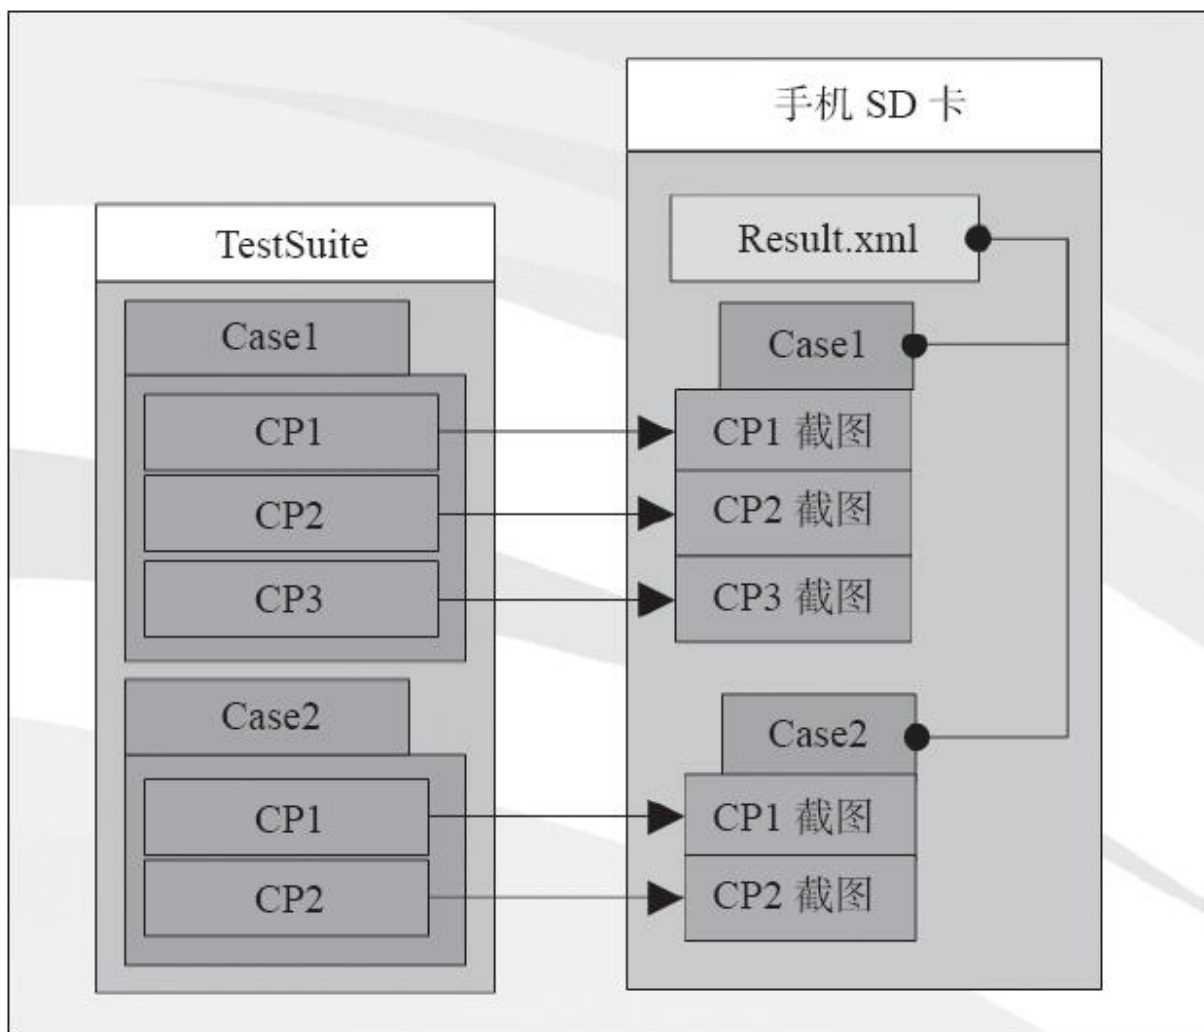 TestSuite
Case1
CP1
CP2
CP3
Case2
CP1
CP2
手机 SD 卡
Result.xml
Case1
CP1 截图
CP2 截图
CP3 截图
Case2
CP1 截图
CP2 截图